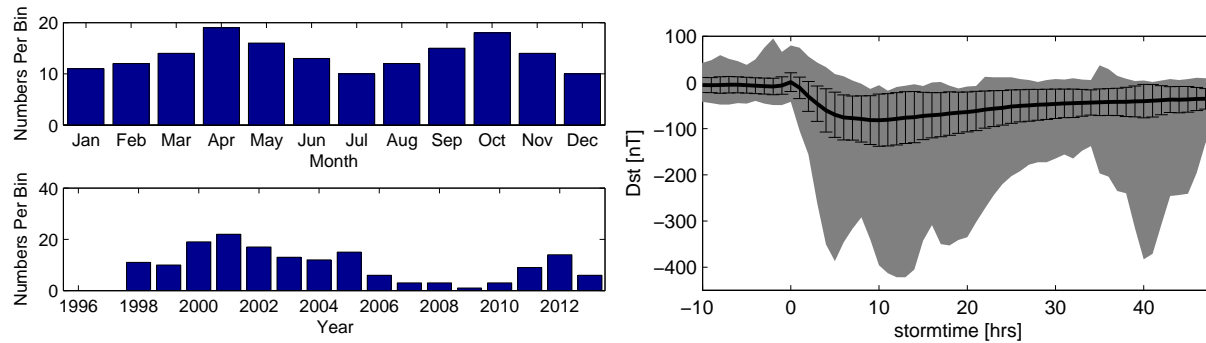 Numbers Per Bin
20
10
0
Jan Feb Mar Apr May Jun Jul Aug Sep Oct Nov Dec
Month
Numbers Per Bin
40
20
0
1996 1998 2000 2002 2004 2006 2008 2010 2012
Year
Dst [nT]
100
0
−100
−200
−300
−400
−10 0 10 20 30 40
stormtime [hrs]